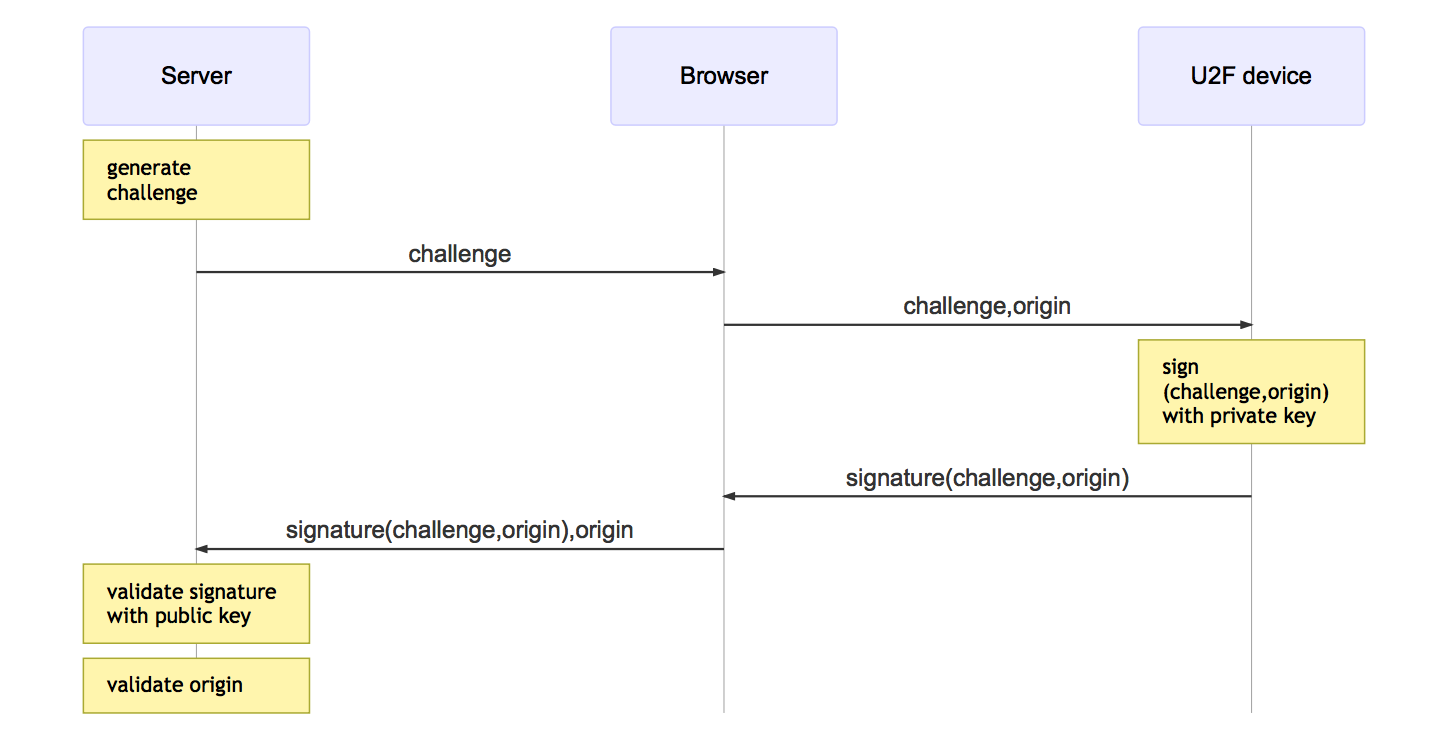 Server
Browser
U2F device
generate
challenge
challenge
challenge,origin
sign
(challenge,origin)
with private key
signature(challenge,origin)
signature(challenge,origin),origin
validate signature
with public key
validate origin